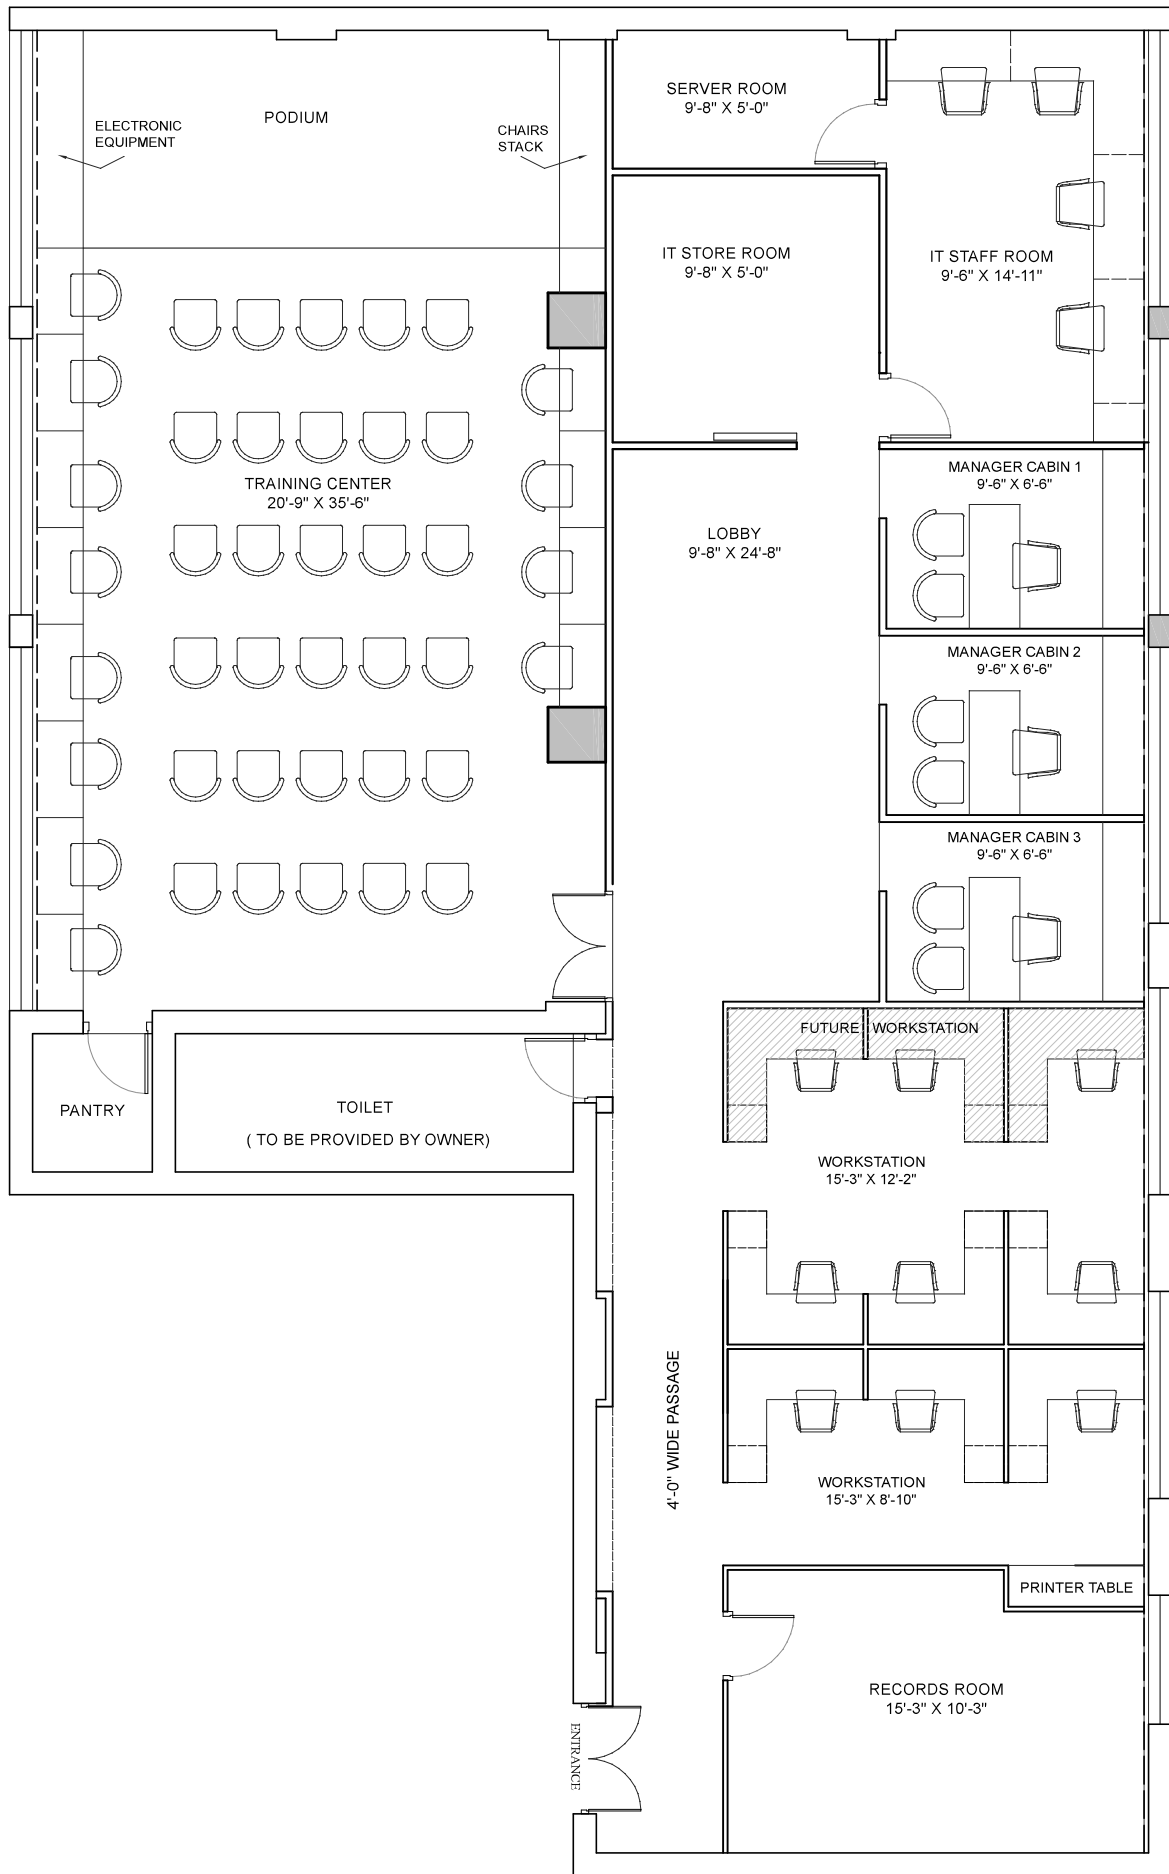 SERVER ROOM
9'-8" X 5'-0"
PODIUM
ELECTRONIC
EQUIPMENT
CHAIRS
STACK
IT STORE ROOM
9'-8" X 5'-0"
IT STAFF ROOM
9'-6" X 14'-11"
TRAINING CENTER
20'-9" X 35'-6"
MANAGER CABIN 1
9'-6" X 6'-6"
LOBBY
9'-8" X 24'-8"
MANAGER CABIN 2
9'-6" X 6'-6"
MANAGER CABIN 3
9'-6" X 6'-6"
FUTURE WORKSTATION
PANTRY
TOILET
( TO BE PROVIDED BY OWNER)
WORKSTATION
15'-3" X 12'-2"
4'-0" WIDE PASSAGE
WORKSTATION
15'-3" X 8'-10"
PRINTER TABLE
RECORDS ROOM
15'-3" X 10'-3"
ENTRANCE